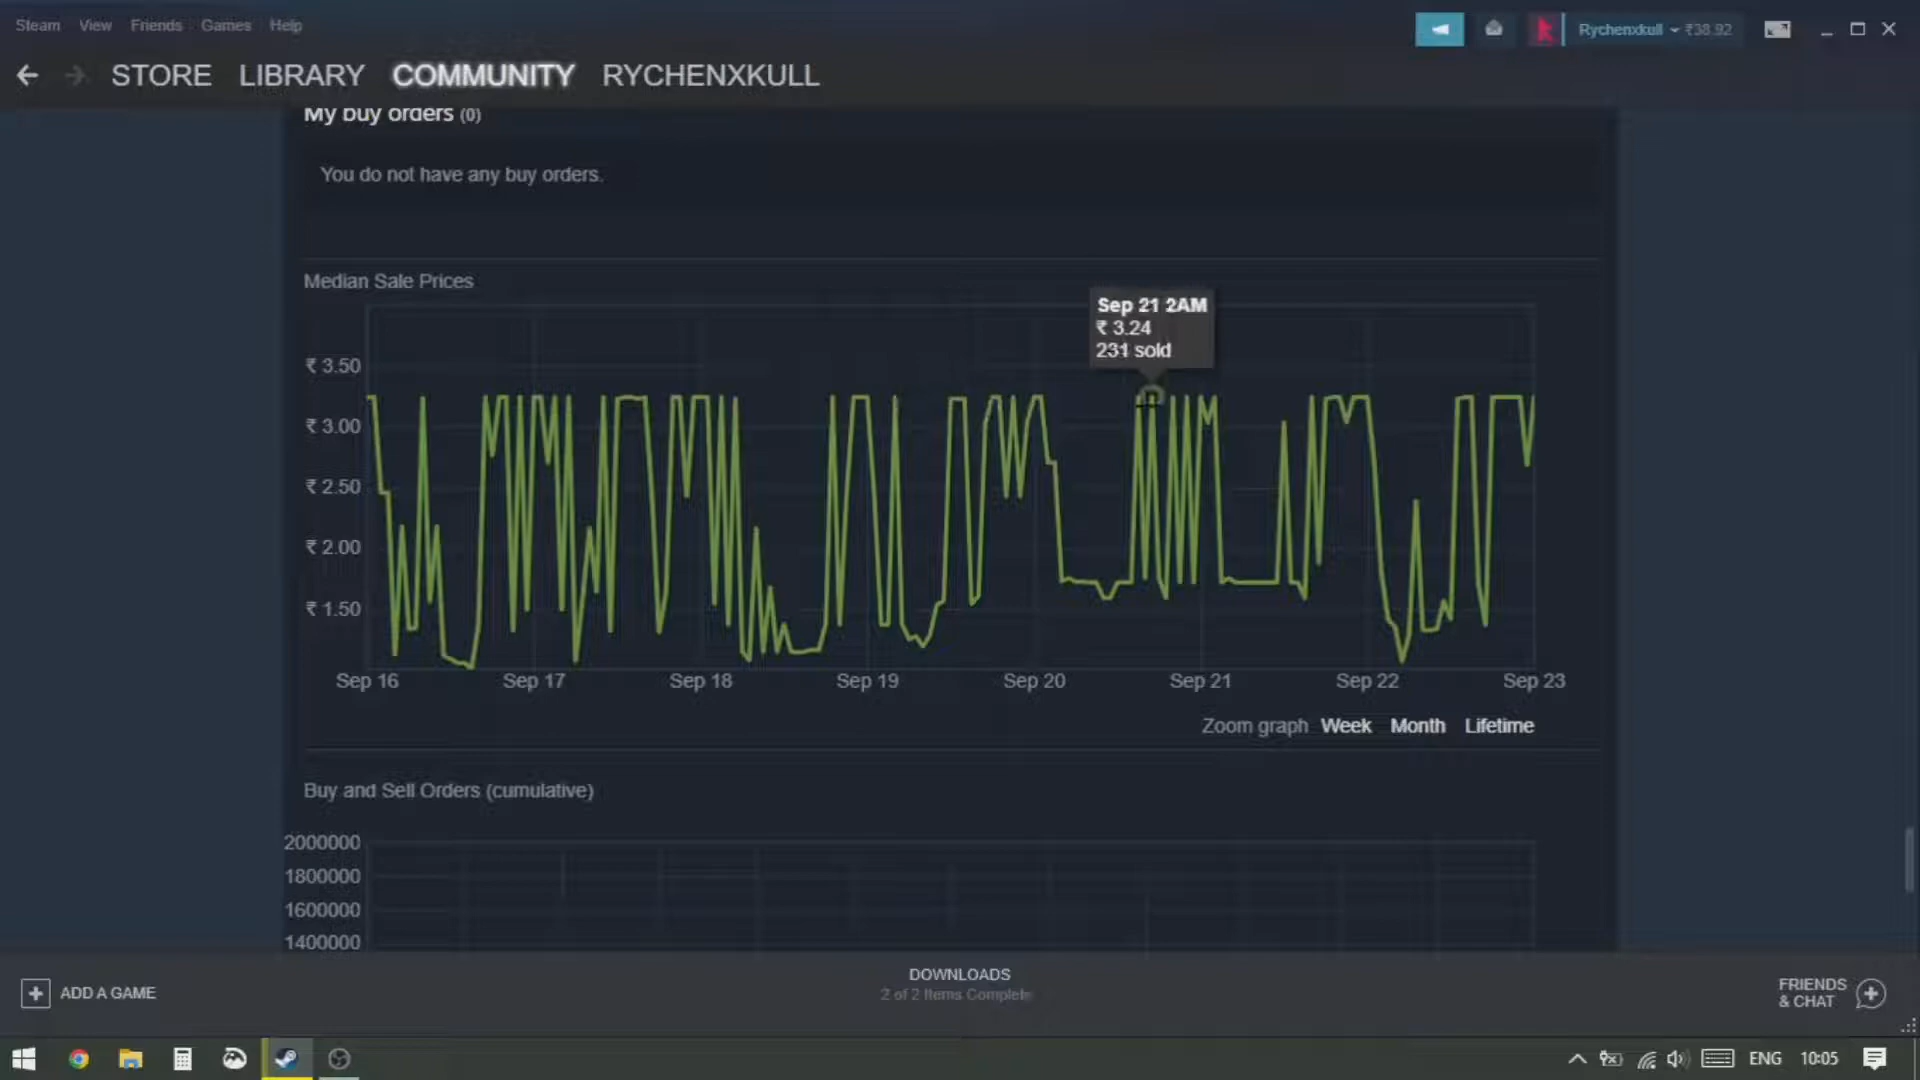 Steam View Friends Games Help
Rychenxkull ₹38.92
STORE LIBRARY COMMUNITY RYCHENXKULL
My buy orders (0)
You do not have any buy orders.
Median Sale Prices
Sep 21 2AM
₹ 3.24
231 sold
₹ 3.50
₹ 3.00
₹ 2.50
₹ 2.00
₹ 1.50
Sep 16 Sep 17 Sep 18 Sep 19 Sep 20 Sep 21 Sep 22 Sep 23
Zoom graph Week Month Lifetime
Buy and Sell Orders (cumulative)
2000000
1800000
1600000
1400000
ADD A GAME
DOWNLOADS
2 of 2 Items Complete
FRIENDS
& CHAT
ENG 10:05